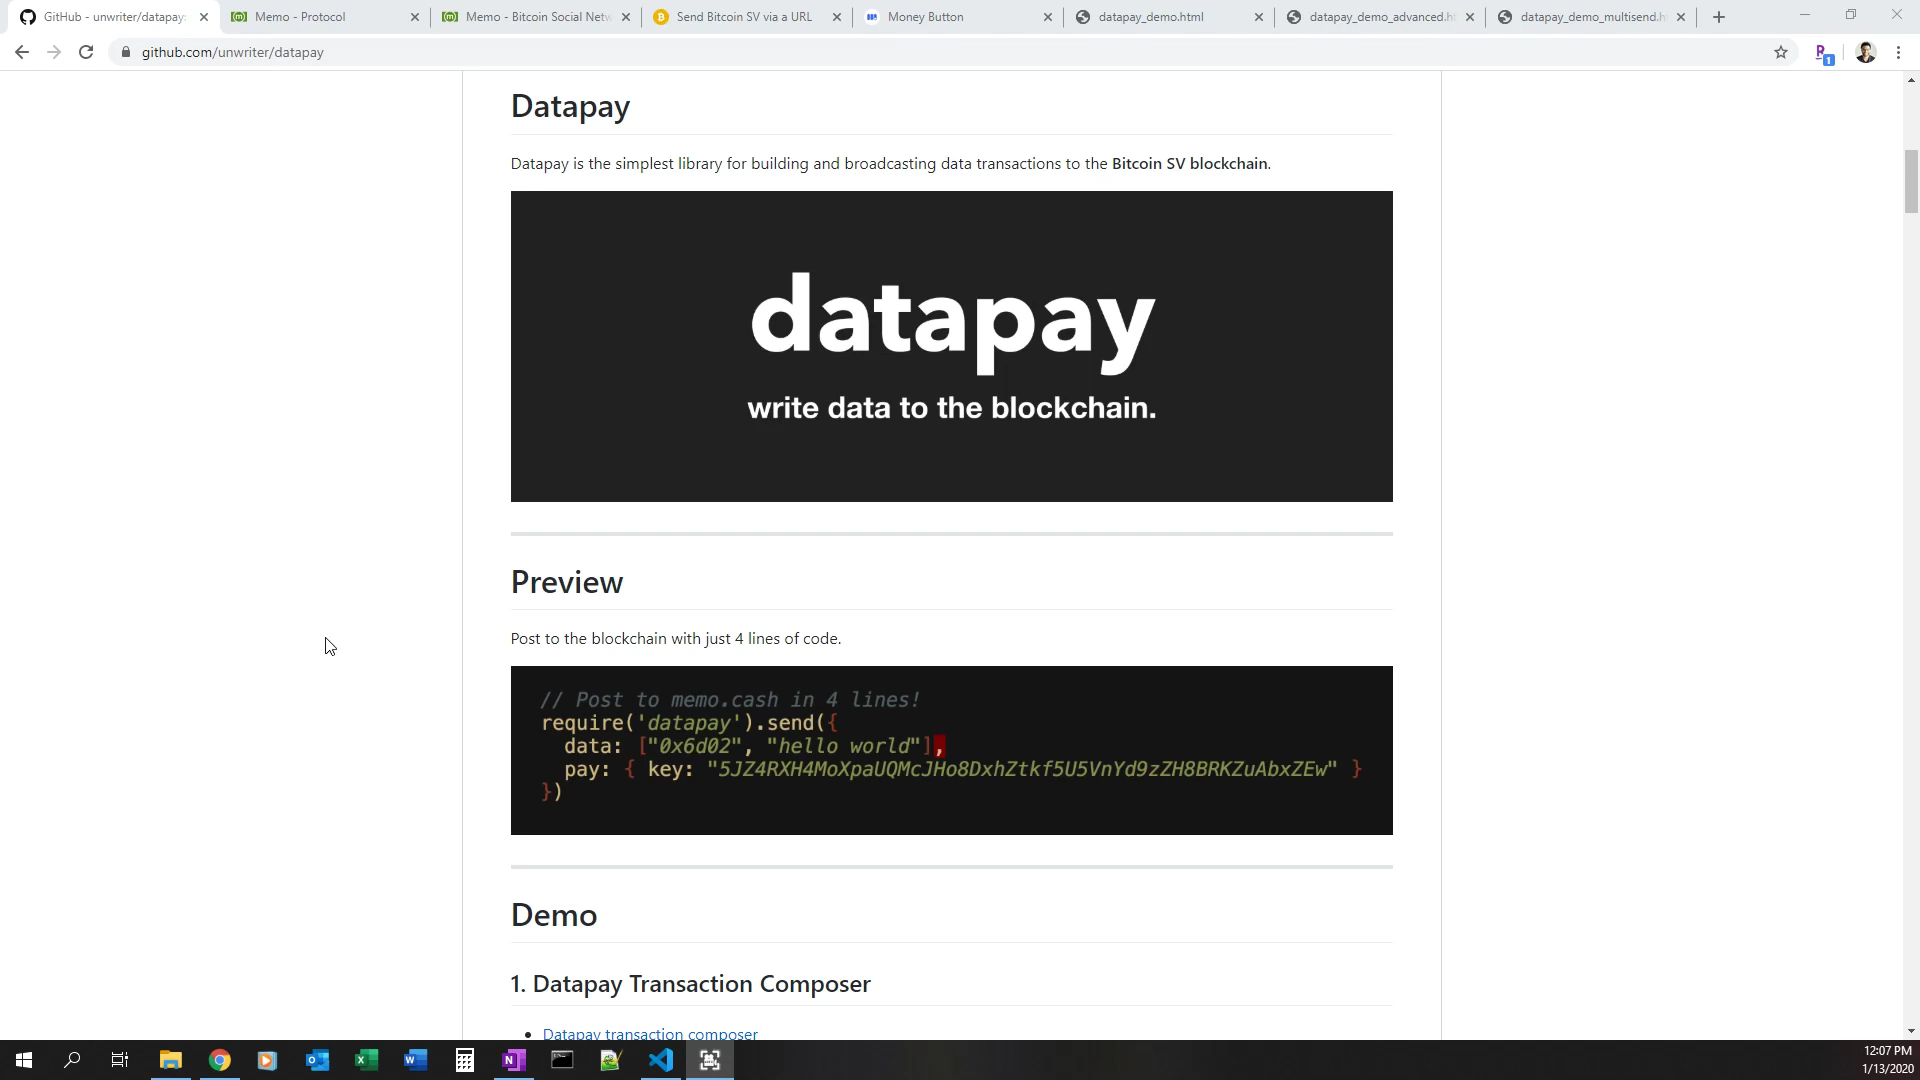 GitHub - unwriter/datapay:
Memo - Protocol
Memo - Bitcoin Social Netw
Send Bitcoin SV via a URL
Money Button
datapay_demo.html
datapay_demo_advanced.ht
datapay_demo_multisend.h
github.com/unwriter/datapay
1
Datapay
Datapay is the simplest library for building and broadcasting data transactions to the Bitcoin SV blockchain.
datapay
write data to the blockchain.
Preview
Post to the blockchain with just 4 lines of code.
// Post to memo.cash in 4 lines!
require('datapay').send({
data: ["0x6d02", "hello world"],
pay: { key: "5JZ4RXH4MoXpaUQMcJHo8DxhZtkf5U5VnYd9zZH8BRKZuAbxZEw" }
})
Demo
1. Datapay Transaction Composer
Datapay transaction composer
12:07 PM
1/13/2020